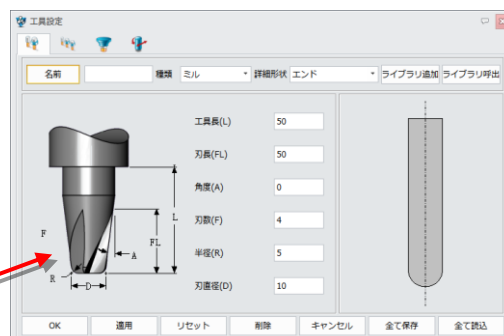 工具設定
名前 種類 ミル 詳細形状 エンド ライブラリ追加 ライブラリ呼出
工具長(L) 50
刃長(FL) 50
角度(A) 0
刃数(F) 4
半径(R) 5
刃直径(D) 10
F
L
FL
A
R
D
OK 適用 リセット 削除 キャンセル 全て保存 全て読込